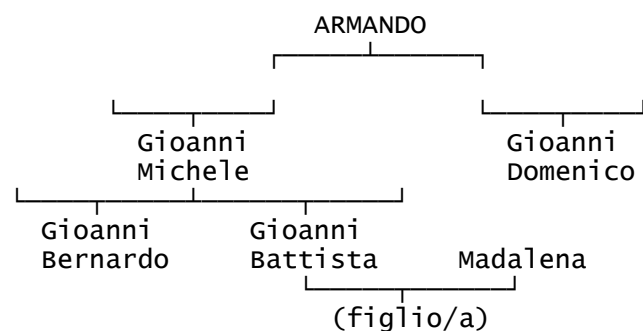 ARMANDO
Gioanni Gioanni
Michele Domenico
Gioanni Gioanni
Bernardo Battista Madalena
(figlio/a)